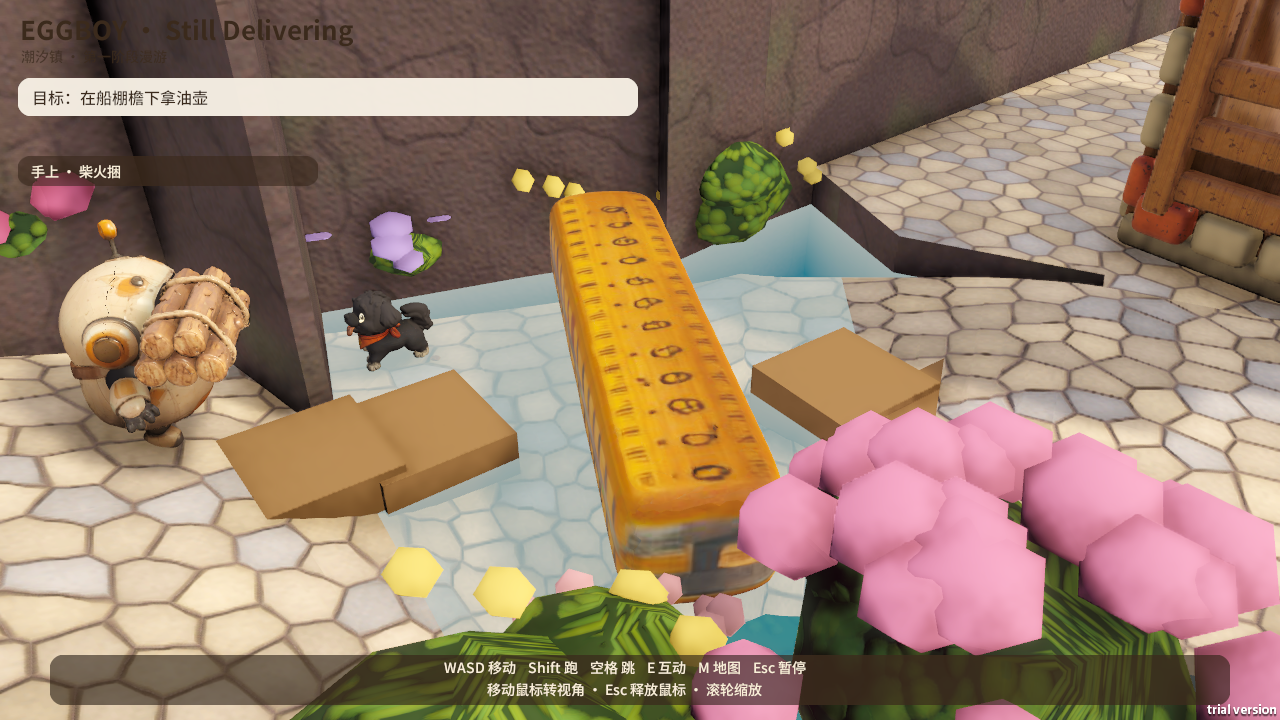 EGGBOX · Still Delivering
潮汐镇 ·
目标：在船棚檐下拿油壶
手上 · 柴火捆
WASD 移动 Shift 跑 空格 跳 E 互动 M 地图 Esc 暂停
移动鼠标转视角 · Esc 释放鼠标 · 滚轮缩放
trial version